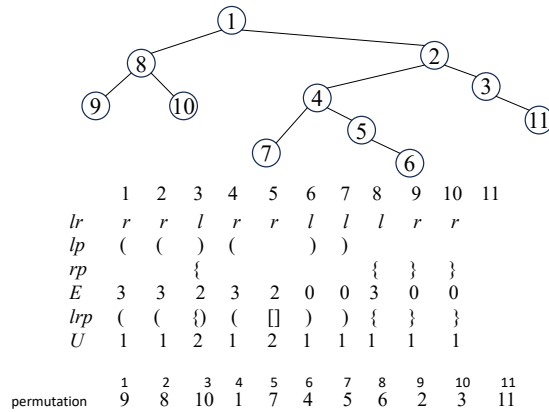 1
8 2
9 10 4 3
7 5 11
6
1 2 3 4 5 6 7 8 9 10 11
lr r r l r r l l l r r
lp ( ( ) ( ) )
rp { { } }
E 3 3 2 3 2 0 0 3 0 0
lrp ( ( {) ( [] ) ) { } }
U 1 1 2 1 2 1 1 1 1 1
1 2 3 4 5 6 7 8 9 10 11
permutation 9 8 10 1 7 4 5 6 2 3 11